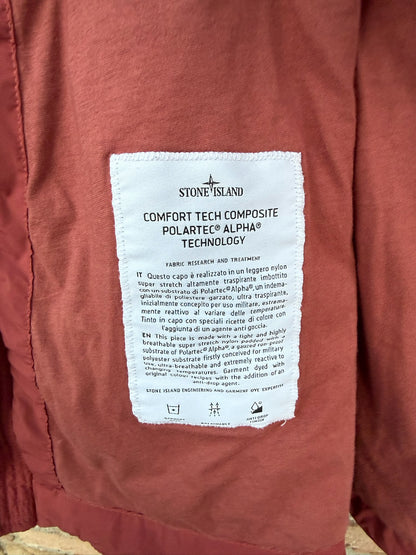 STONE ISLAND
COMFORT TECH COMPOSITE
POLARTEC® ALPHA®
TECHNOLOGY
FABRIC RESEARCH AND TREATMENT
IT Questo capo è realizzato in un leggero nylon
super stretch altamente traspirante imbottito
con un substrato di Polartec®Alpha®, un indema-
gliabile di poliestere garzato, ultra traspirante,
inizialmente concepito per uso militare, estrema-
mente reattivo al variare delle temperature.
Tinto in capo con speciali ricette di colore con
l'aggiunta di un agente anti goccia.
EN This piece is made with a light and highly
breathable super stretch nylon padded with a
substrate of Polartec®Alpha®, a gauzed run proof
polyester substrate firstly conceived for military
use, ultra-breathable and extremely reactive to
changing temperatures. Garment dyed with
original colour recipes with the addition of an
anti-drop agent.
STONE ISLAND ENGINEERING AND GARMENT DYE EXPERTISE
ANTI-DROP